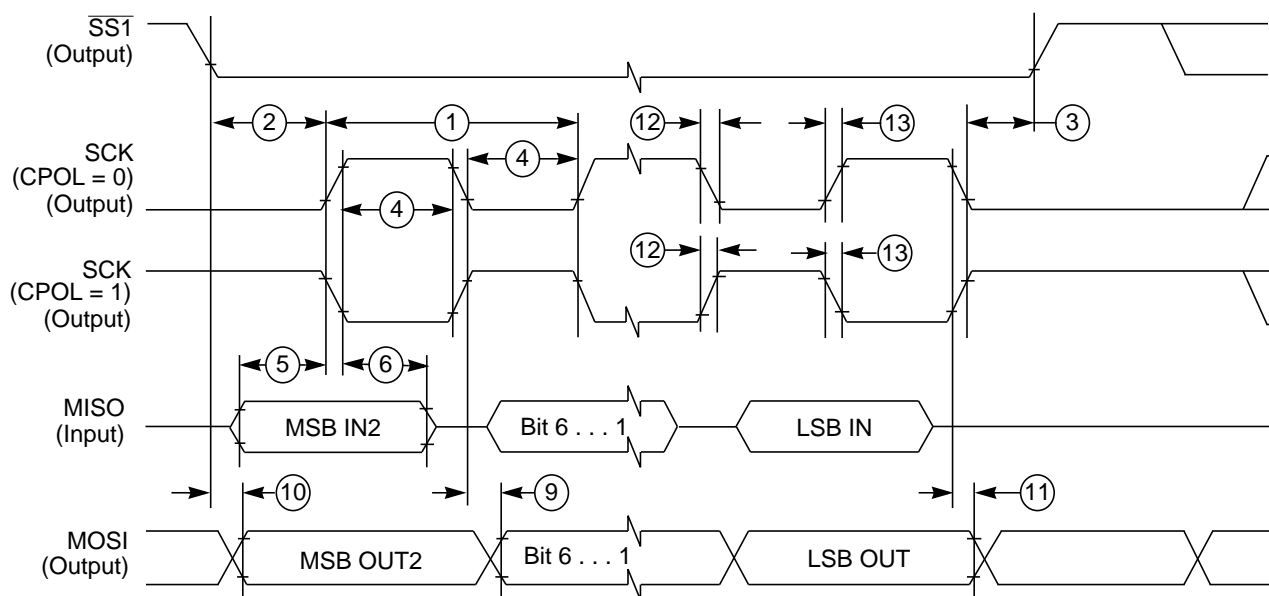 SS1
(Output)
2
1
12
13
3
SCK
(CPOL = 0)
(Output)
4
4
SCK
(CPOL = 1)
(Output)
12
13
5
6
MISO
(Input)
MSB IN2
Bit 6 . . . 1
LSB IN
10
9
11
MOSI
(Output)
MSB OUT2
Bit 6 . . . 1
LSB OUT